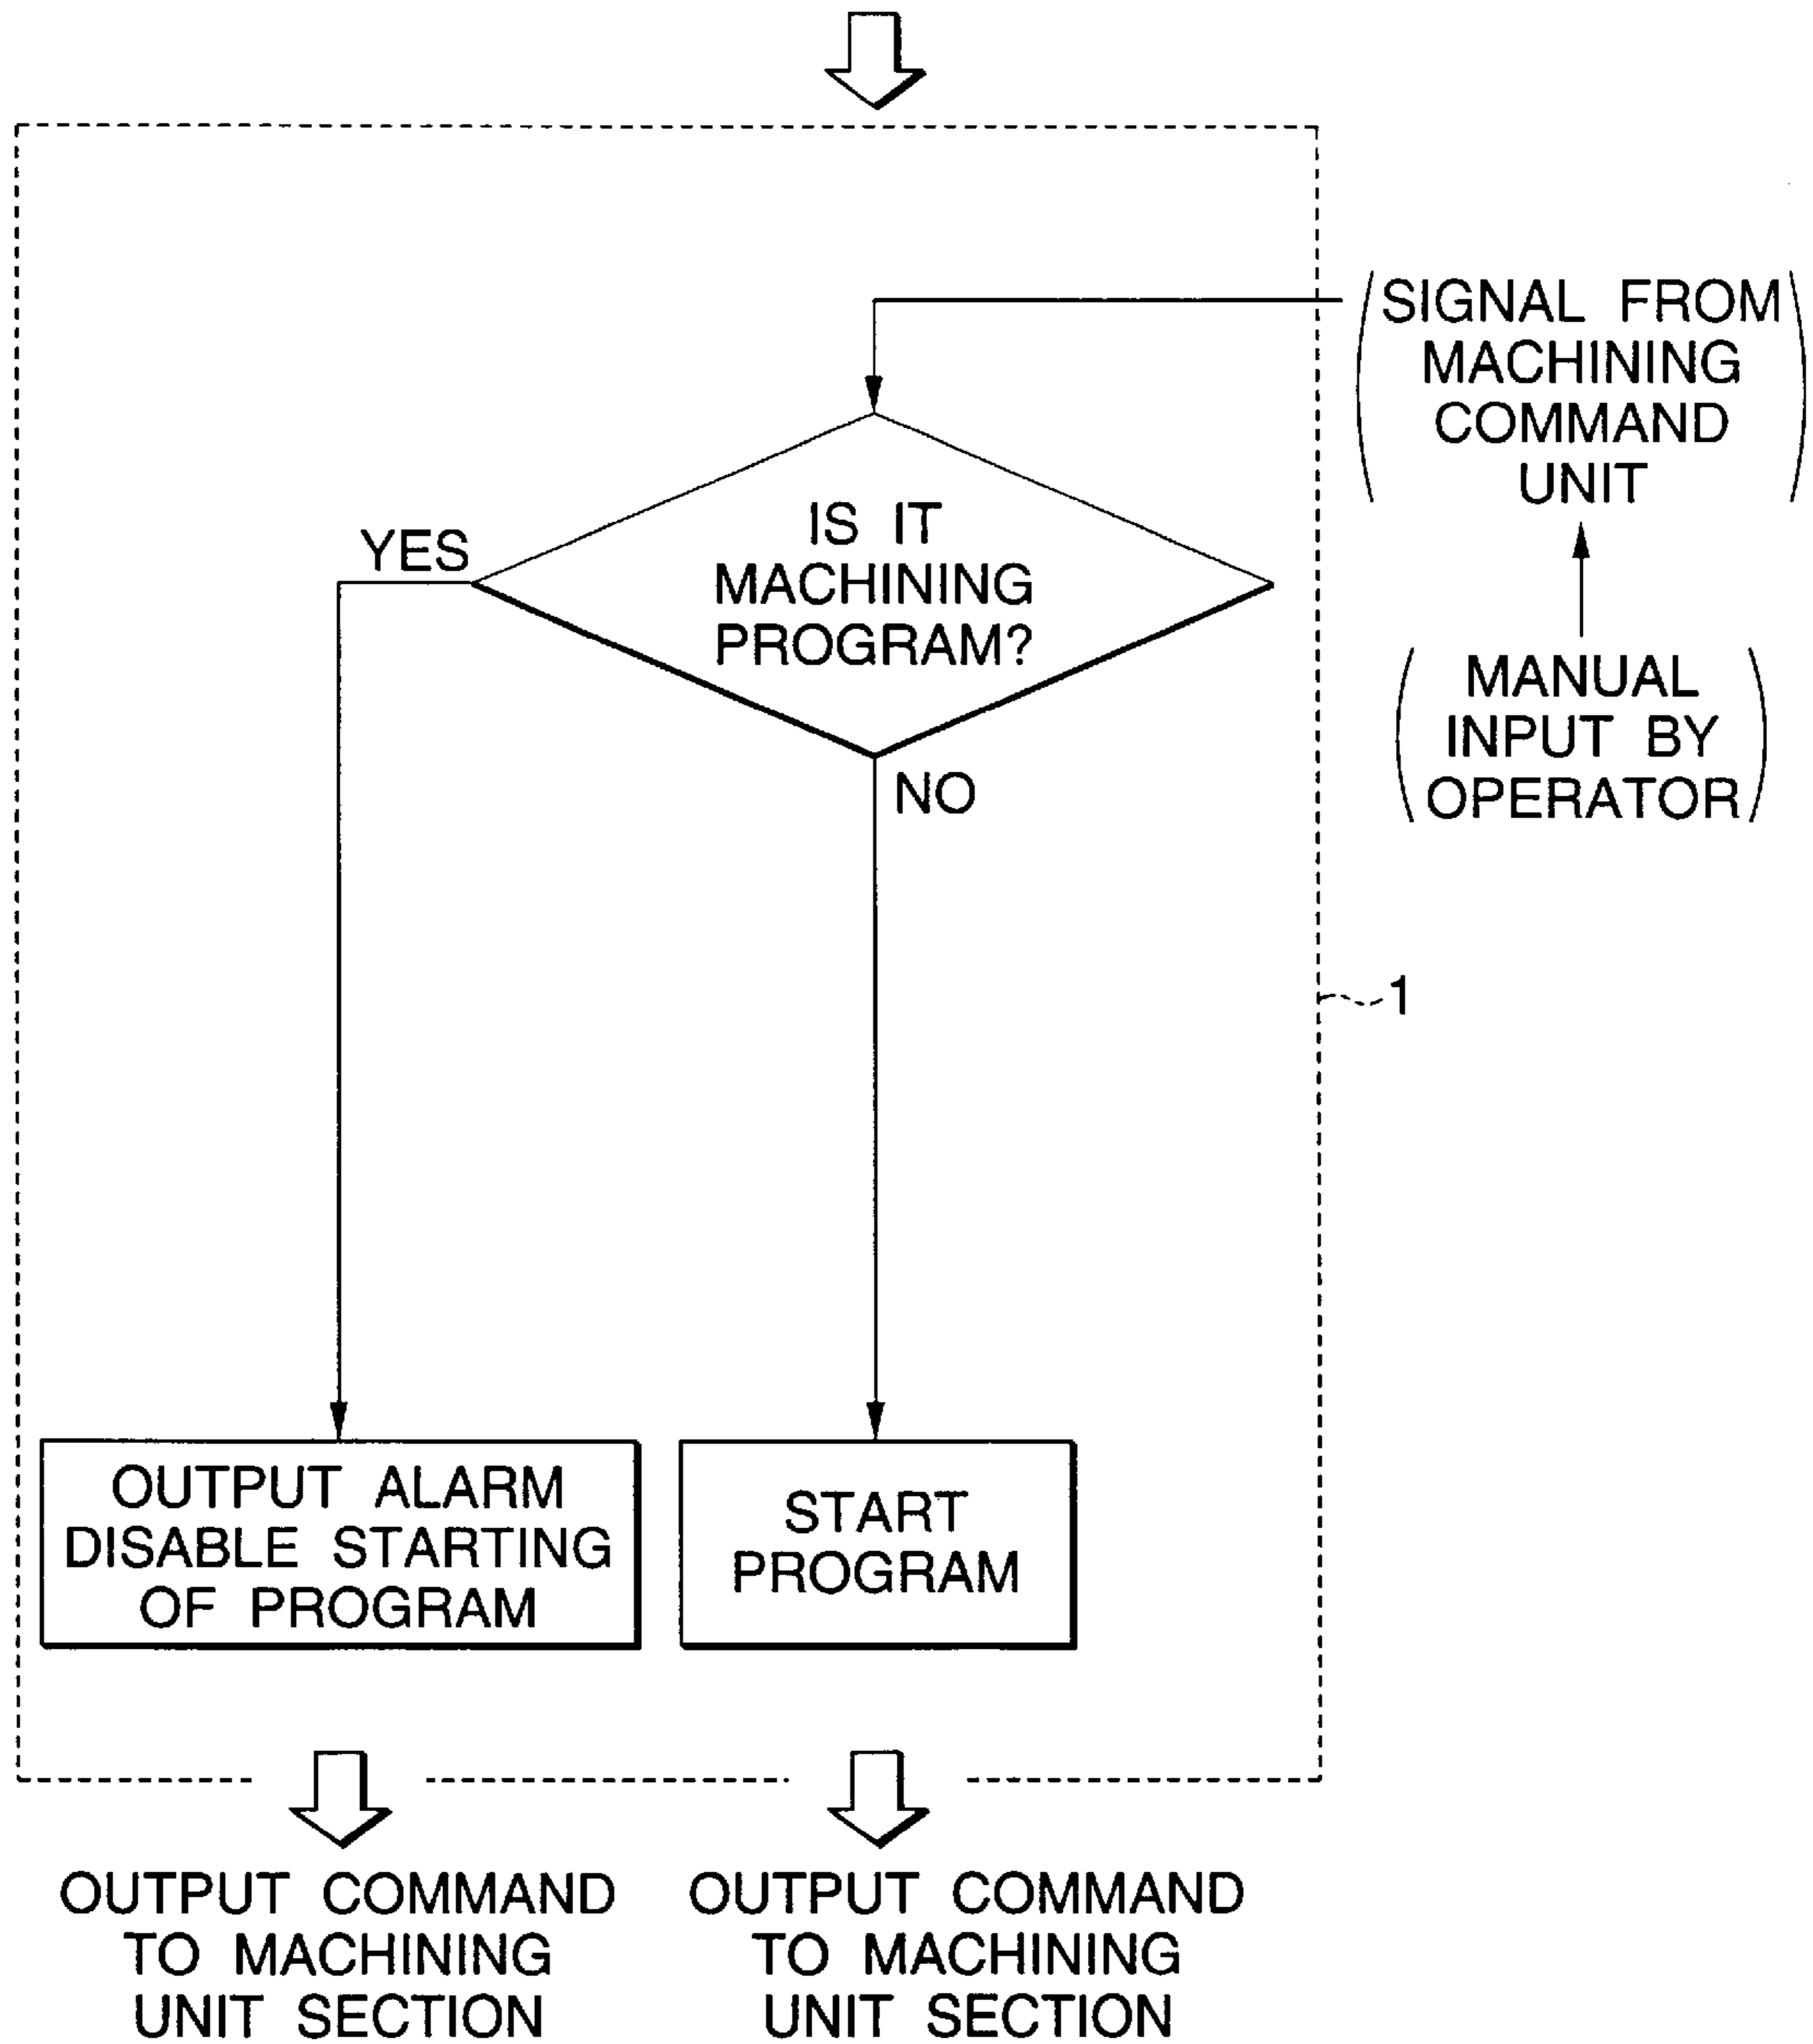 SIGNAL FROM
MACHINING
COMMAND
UNIT
IS IT
MACHINING
PROGRAM?
YES
NO
MANUAL
INPUT BY
OPERATOR
1
OUTPUT ALARM
DISABLE STARTING
OF PROGRAM
START
PROGRAM
OUTPUT COMMAND
TO MACHINING
UNIT SECTION
OUTPUT COMMAND
TO MACHINING
UNIT SECTION